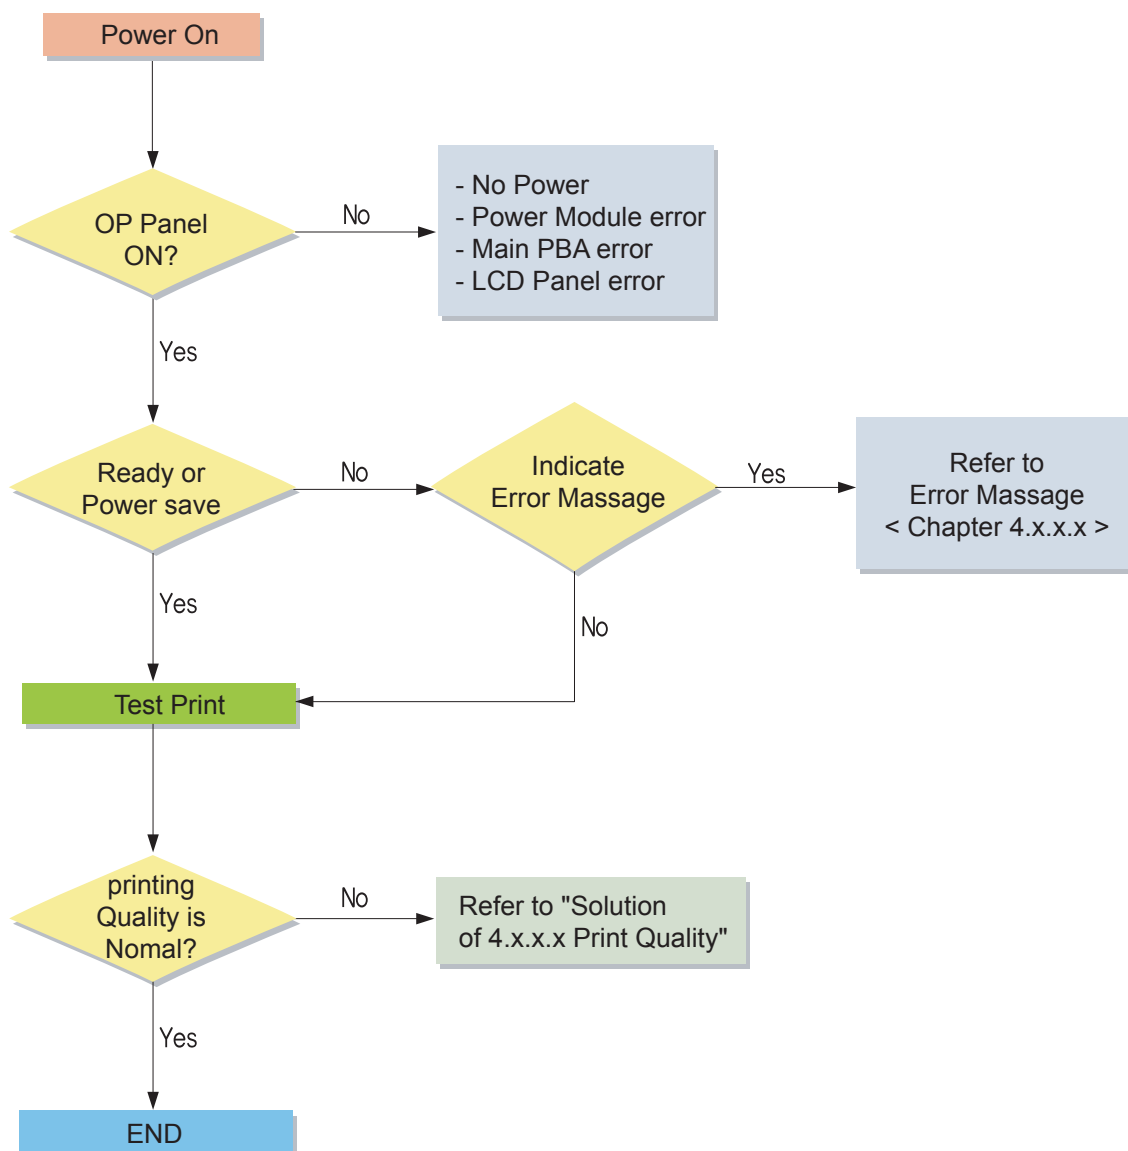 Power On
OP Panel
ON?
No
- No Power
- Power Module error
- Main PBA error
- LCD Panel error
Yes
Ready or
Power save
No
Indicate
Error Massage
Yes
Refer to
Error Massage
< Chapter 4.x.x.x >
Yes
No
Test Print
printing
Quality is
Nomal?
No
Refer to "Solution
of 4.x.x.x Print Quality"
Yes
END